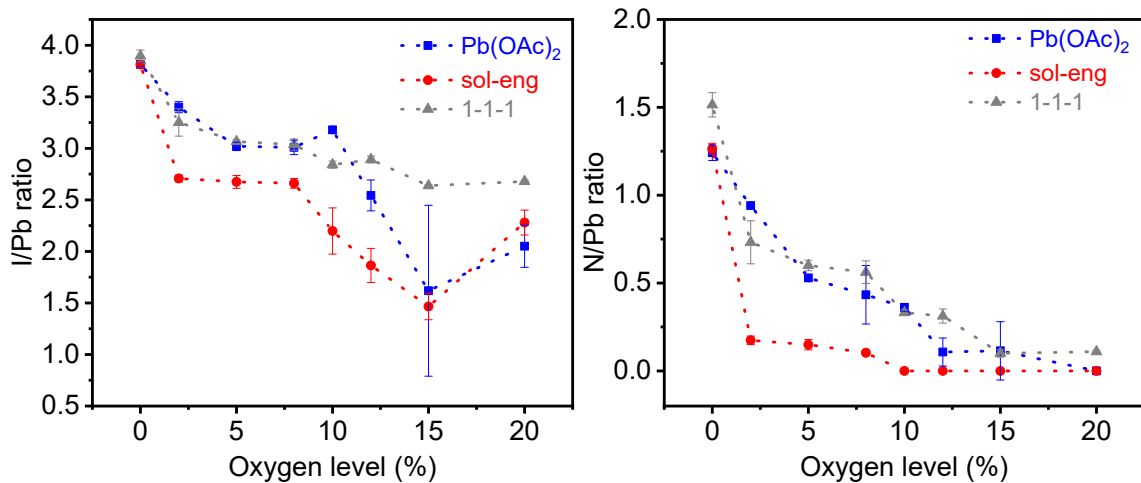 I/Pb ratio
4.0
3.5
3.0
2.5
2.0
1.5
1.0
0.5
0 5 10 15 20
Oxygen level (%)
Pb(OAc)₂
sol-eng
1-1-1
N/Pb ratio
2.0
1.5
1.0
0.5
0.0
0 5 10 15 20
Oxygen level (%)
Pb(OAc)₂
sol-eng
1-1-1